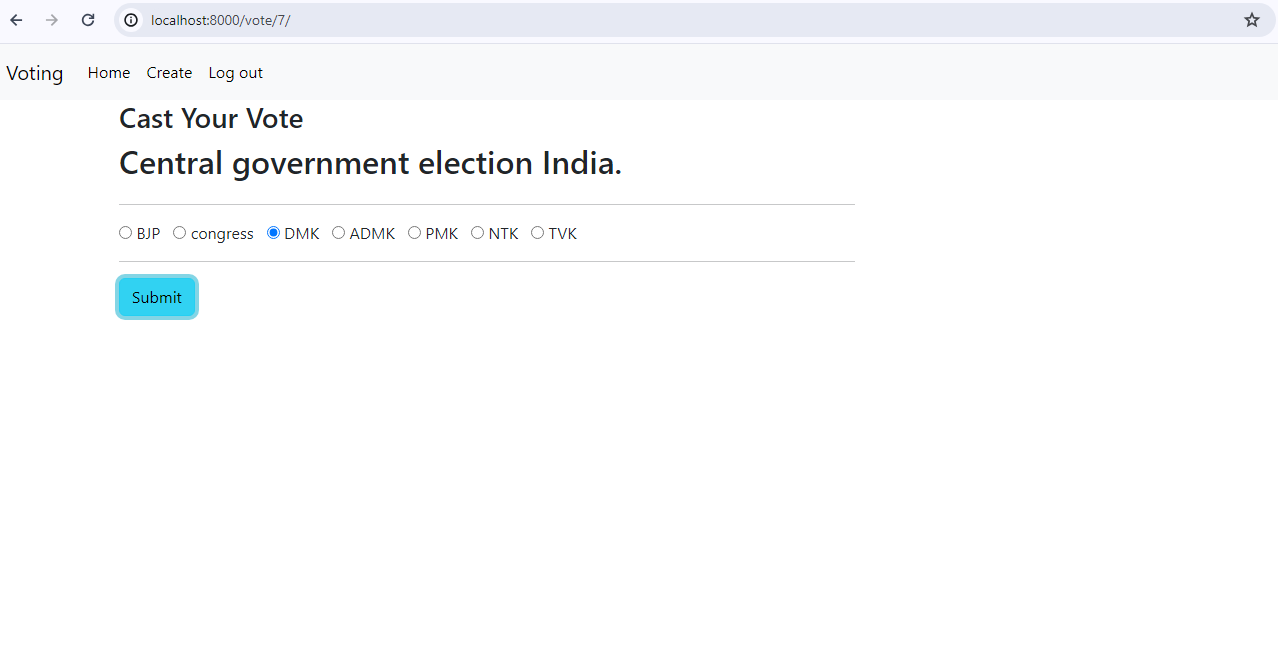 localhost:8000/vote/7/
Voting Home Create Log out
Cast Your Vote
Central government election India.
BJP congress DMK ADMK PMK NTK TVK
Submit